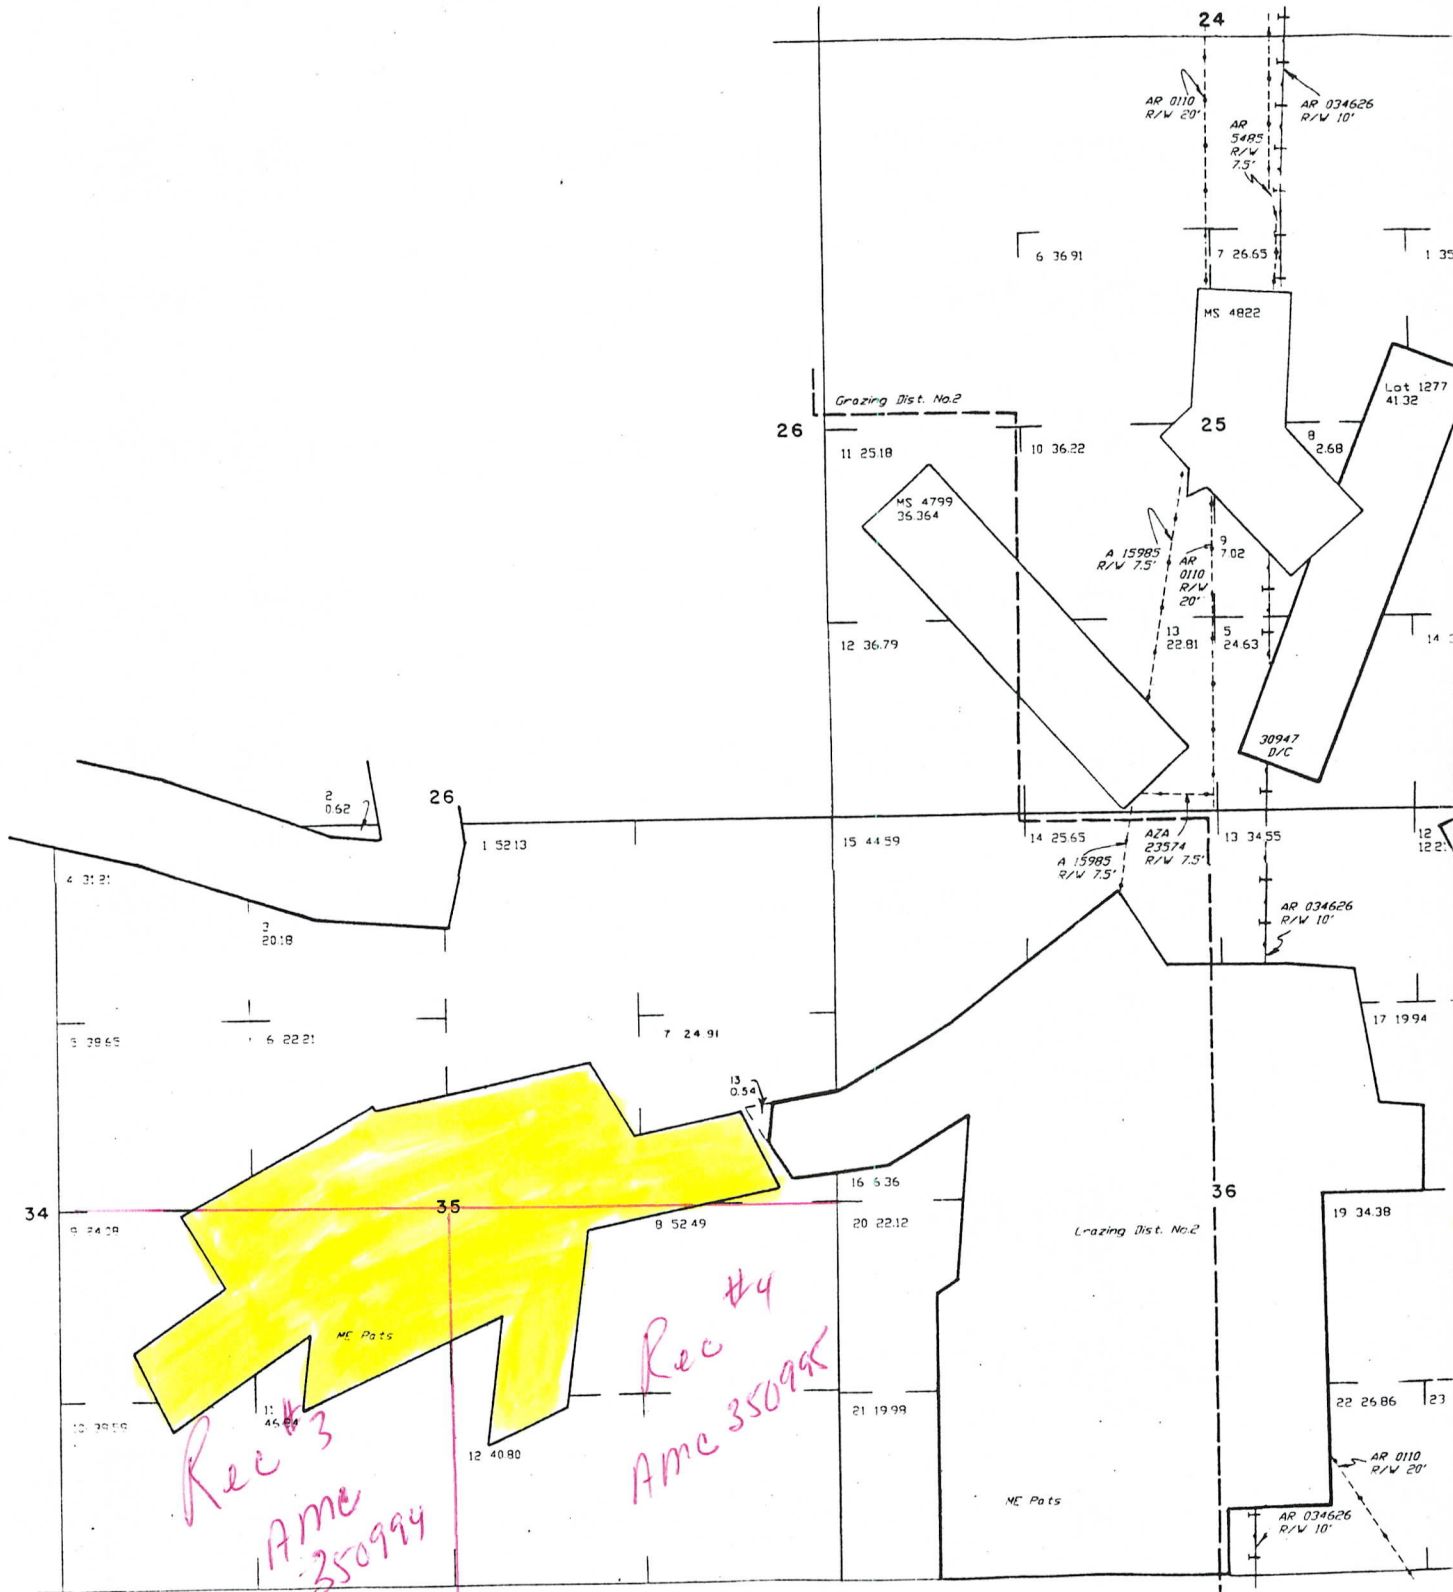 24
AR 0110
R/W 20'
AR 034626
R/W 10'
AR
5485
R/W
7.5'
6 36.91
7 26.65
1 35
MS 4822
Lot 1277
41.32
Grazing Dist. No.2
26
25
11 25.18
10 36.22
8
2.68
MS 4799
36.364
A 15985
R/W 7.5'
AR
0110
R/W
20'
9
7.02
12 36.79
13
22.81
5
24.63
14
30947
D/C
2
0.62
26
1 52.13
15 44.59
14 25.65
AZA
23574
R/W 7.5'
13 34.55
12
12.2
A 15985
R/W 7.5'
4 31.21
3
20.18
AR 034626
R/W 10'
5 39.65
6 22.21
7 24.91
17 19.94
13
0.54
16 6.36
36
34
35
9 24.28
8 52.49
20 22.12
19 34.38
Grazing Dist. No.2
ME Pats
Rec #4
AMC 350995
11
12 40.80
21 19.99
22 26.86
23
Rec #3
AMC
350994
ME Pats
AR 0110
R/W 20'
AR 034626
R/W 10'